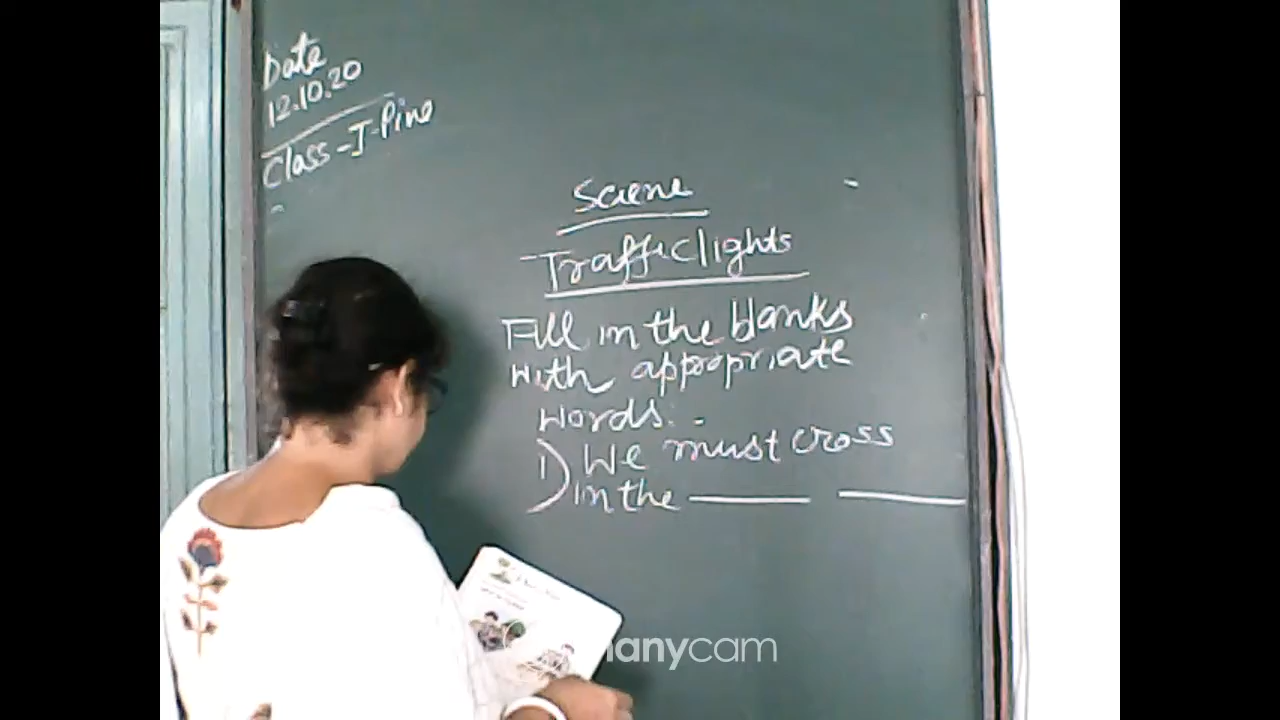 Date
12.10.20
Class-I-Pine
Sciene
Traffic lights
Fill in the blanks
with appropriate
words.
1) We must cross
in the
manycam